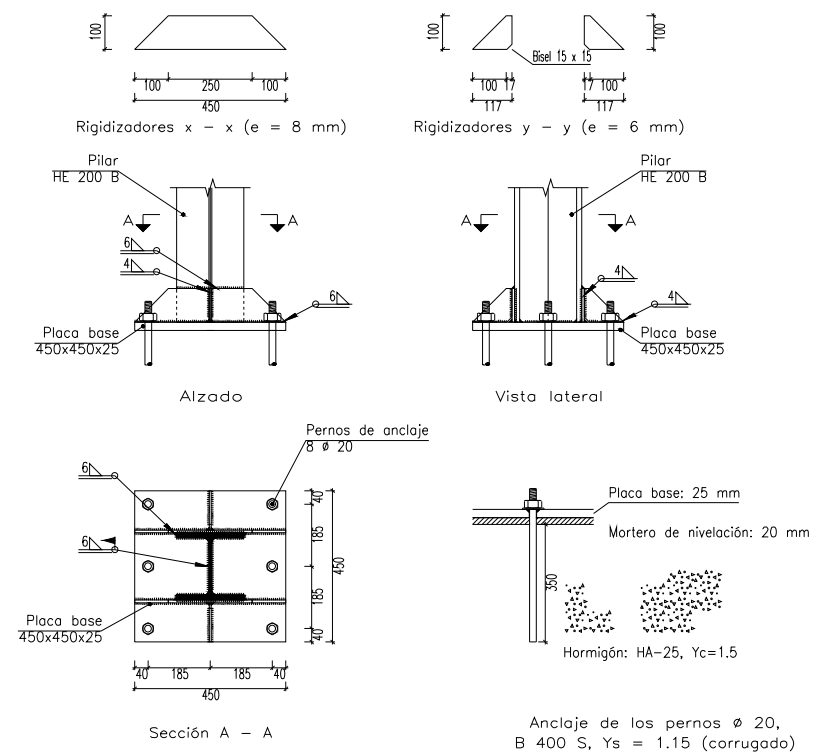 100
100
250
100
450
Rigidizadores x - x (e = 8 mm)
100
Bisel 15 x 15
100
17
117
17
100
117
100
Rigidizadores y - y (e = 6 mm)
Pilar
HE 200 B
A
A
6
4
6
Placa base
450x450x25
Alzado
Pilar
HE 200 B
A
A
4
4
Placa base
450x450x25
Vista lateral
Pernos de anclaje
8 ø 20
6
6
Placa base
450x450x25
40
185
185
40
450
40
185
185
40
450
Sección A - A
Placa base: 25 mm
Mortero de nivelación: 20 mm
350
Hormigón: HA-25, Yc=1.5
Anclaje de los pernos ø 20,
B 400 S, Ys = 1.15 (corrugado)